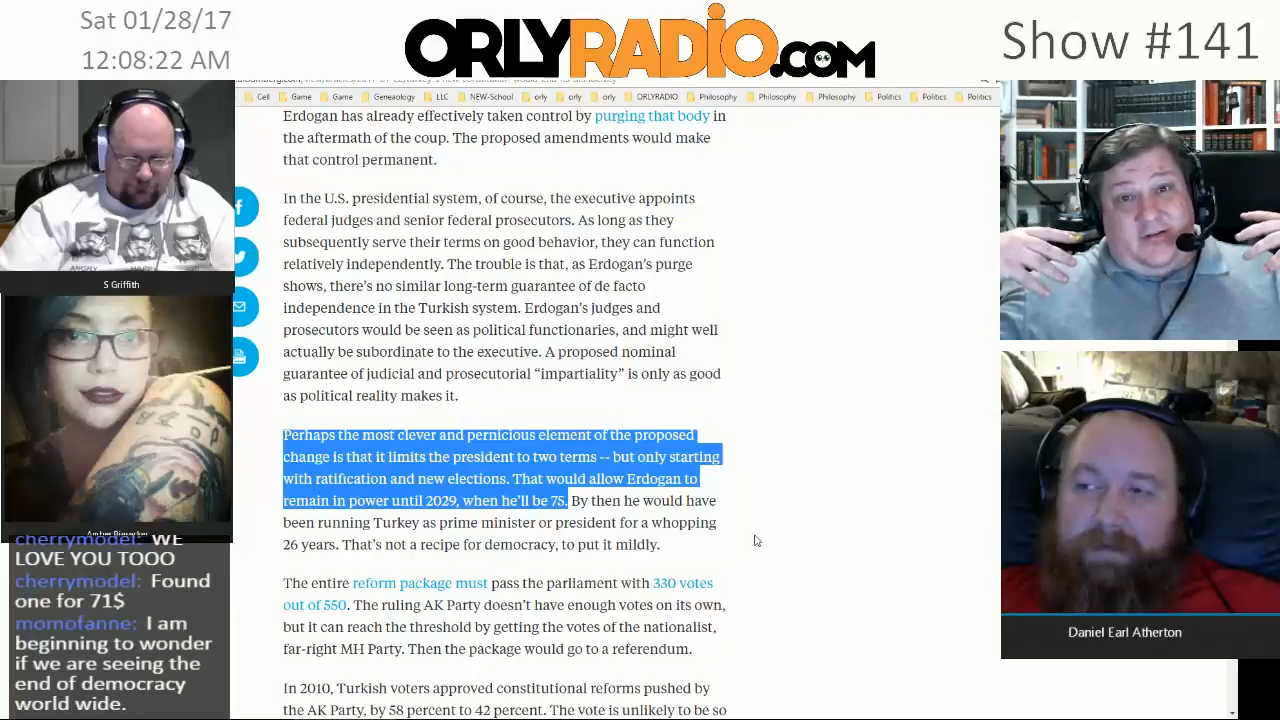 Sat 01/28/17
12:08:22 AM
ORLYRADIO.COM
Show #141
Cell Game Game Geneaology LLC NEW-School orly orly orly ORLYRADIO Philosophy Philosophy Philosophy Politics Politics Politics
Erdogan has already effectively taken control by purging that body in
the aftermath of the coup. The proposed amendments would make
that control permanent.
In the U.S. presidential system, of course, the executive appoints
federal judges and senior federal prosecutors. As long as they
subsequently serve their terms on good behavior, they can function
relatively independently. The trouble is that, as Erdogan’s purge
shows, there’s no similar long-term guarantee of de facto
independence in the Turkish system. Erdogan’s judges and
prosecutors would be seen as political functionaries, and might well
actually be subordinate to the executive. A proposed nominal
guarantee of judicial and prosecutorial “impartiality” is only as good
as political reality makes it.
Perhaps the most clever and pernicious element of the proposed
change is that it limits the president to two terms -- but only starting
with ratification and new elections. That would allow Erdogan to
remain in power until 2029, when he’ll be 75. By then he would have
been running Turkey as prime minister or president for a whopping
26 years. That’s not a recipe for democracy, to put it mildly.
The entire reform package must pass the parliament with 330 votes
out of 550. The ruling AK Party doesn’t have enough votes on its own,
but it can reach the threshold by getting the votes of the nationalist,
far-right MH Party. Then the package would go to a referendum.
In 2010, Turkish voters approved constitutional reforms pushed by
the AK Party, by 58 percent to 42 percent. The vote is unlikely to be so
ANGRY HAPPY
S Griffith
cherrymodel: WE
LOVE YOU TOOO
cherrymodel: Found
one for 71$
momofanne: I am
beginning to wonder
if we are seeing the
end of democracy
world wide.
Daniel Earl Atherton